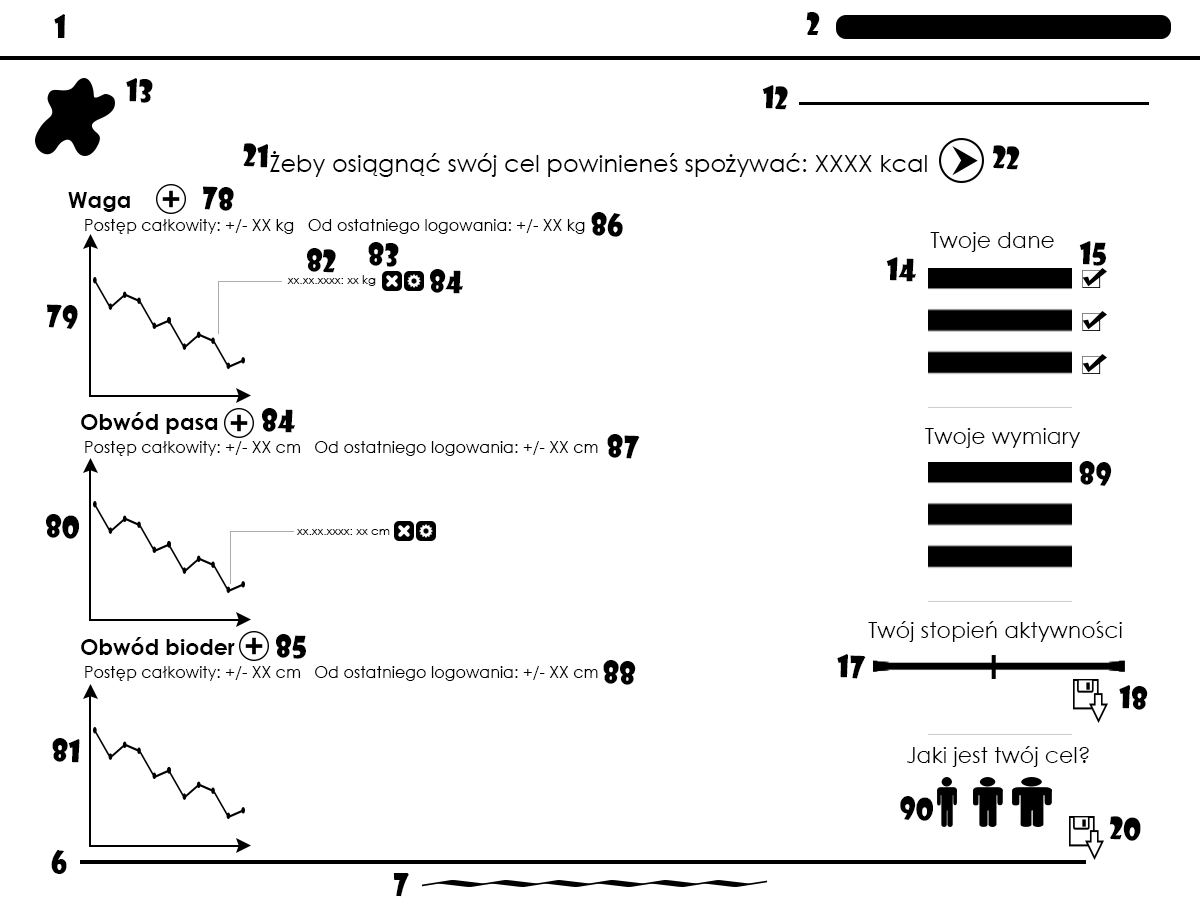 1
2
13
12
21 Żeby osiągnąć swój cel powinieneś spożywać: XXXX kcal 22
Waga 78
Postęp całkowity: +/- XX kg Od ostatniego logowania: +/- XX kg 86
82 83
xx.xx.xxxx: xx kg 84
79
Obwód pasa 84
Postęp całkowity: +/- XX cm Od ostatniego logowania: +/- XX cm 87
80
xx.xx.xxxx: xx cm
Obwód bioder 85
Postęp całkowity: +/- XX cm Od ostatniego logowania: +/- XX cm 88
81
Twoje dane
14 15
Twoje wymiary
89
Twój stopień aktywności
17
18
Jaki jest twój cel?
90
20
6
7